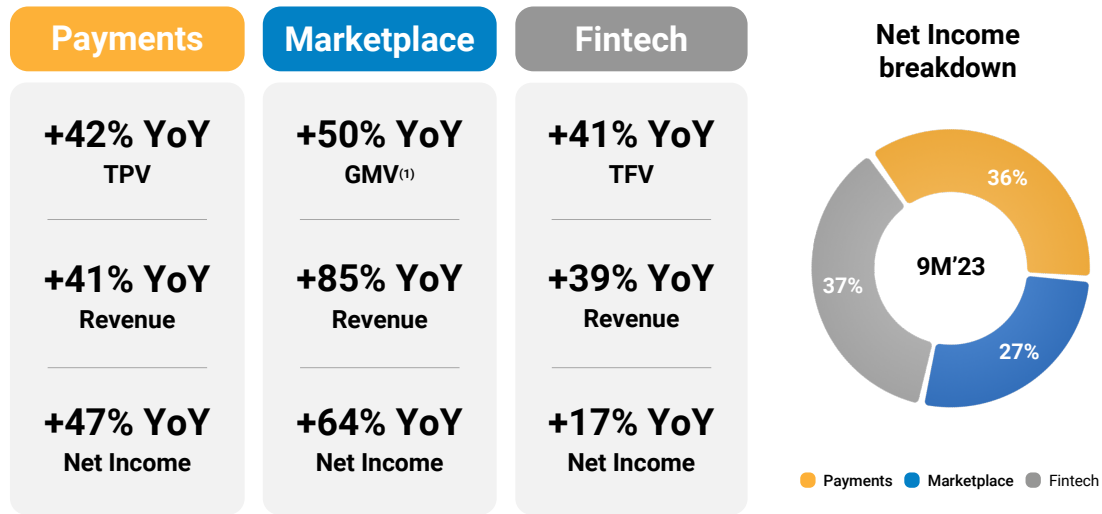 Payments
+42% YoY
TPV
+41% YoY
Revenue
+47% YoY
Net Income
Marketplace
+50% YoY
GMV(1)
+85% YoY
Revenue
+64% YoY
Net Income
Fintech
+41% YoY
TFV
+39% YoY
Revenue
+17% YoY
Net Income
Net Income
breakdown
36%
37%
9M’23
27%
Payments Marketplace Fintech